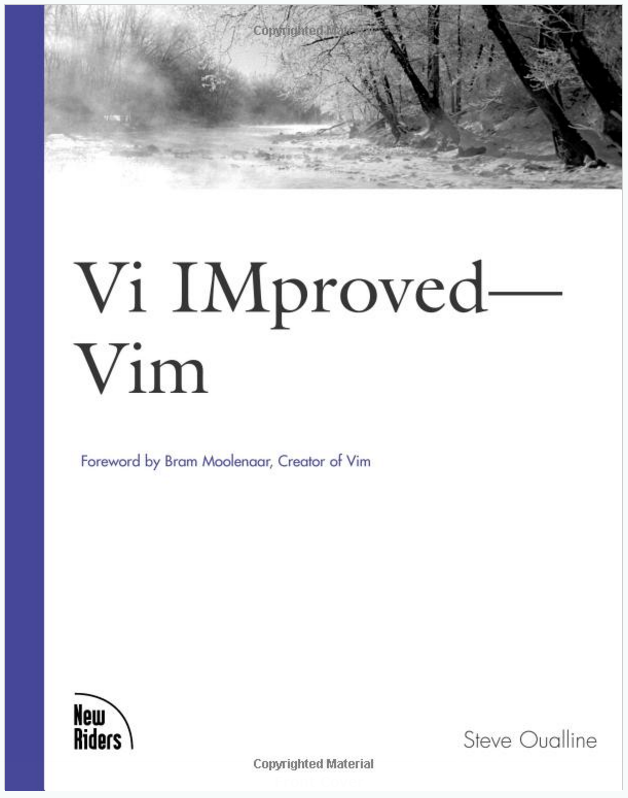 Copyrighted Material
Vi IMproved—
Vim
Foreword by Bram Moolenaar, Creator of Vim
New
Riders
Steve Oualline
Copyrighted Material